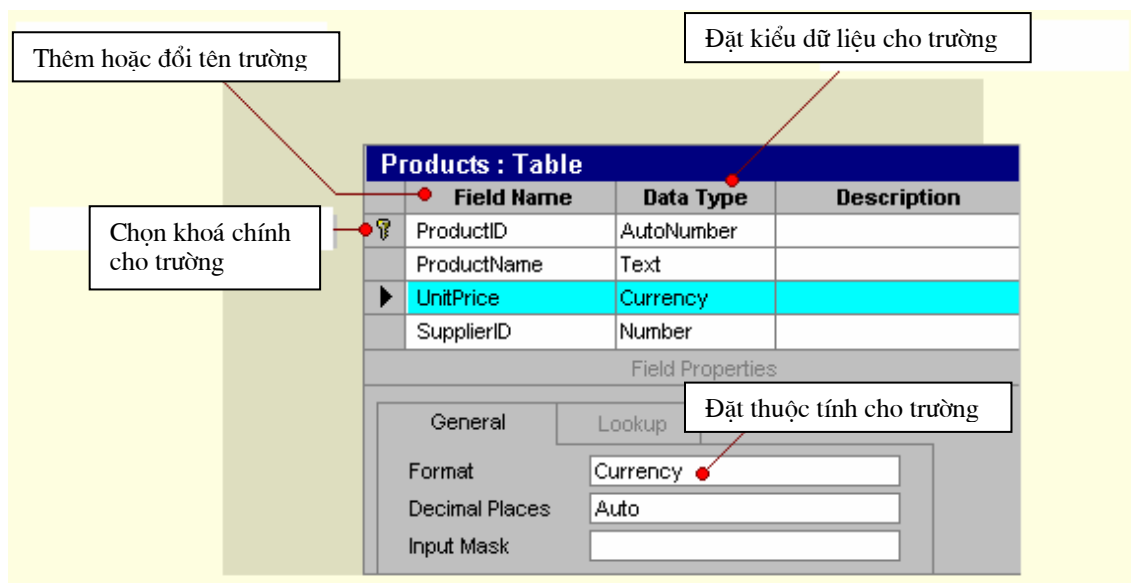 Thêm hoặc đổi tên trường
Đặt kiểu dữ liệu cho trường
Products : Table
Field Name Data Type Description
Chọn khoá chính
cho trường
ProductID AutoNumber
ProductName Text
UnitPrice Currency
SupplierID Number
Field Properties
Đặt thuộc tính cho trường
General Lookup
Format Currency
Decimal Places Auto
Input Mask